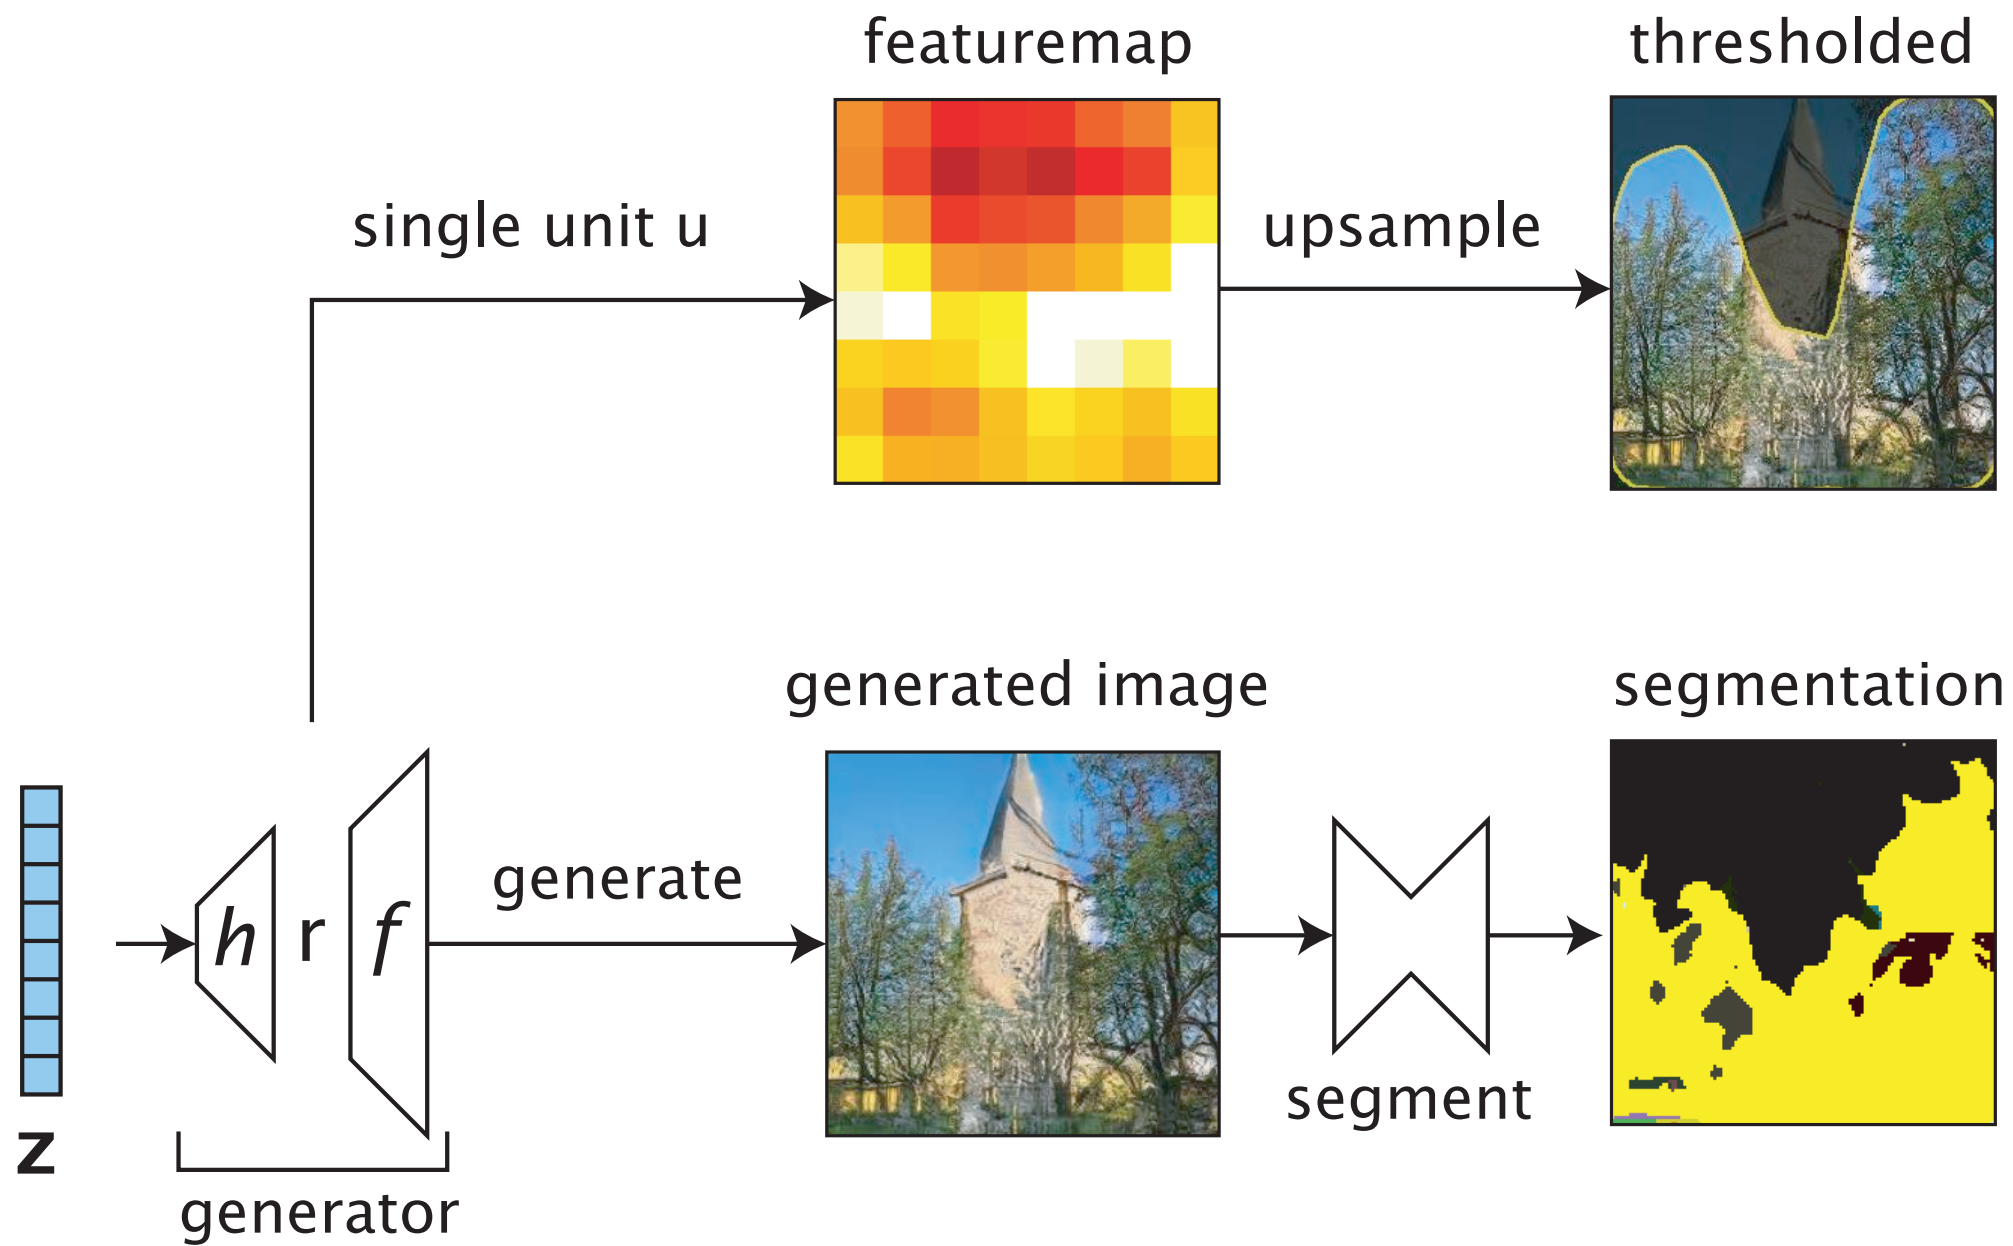 featuremap
thresholded
single unit u
upsample
generated image
segmentation
generate
h r f
segment
z
generator